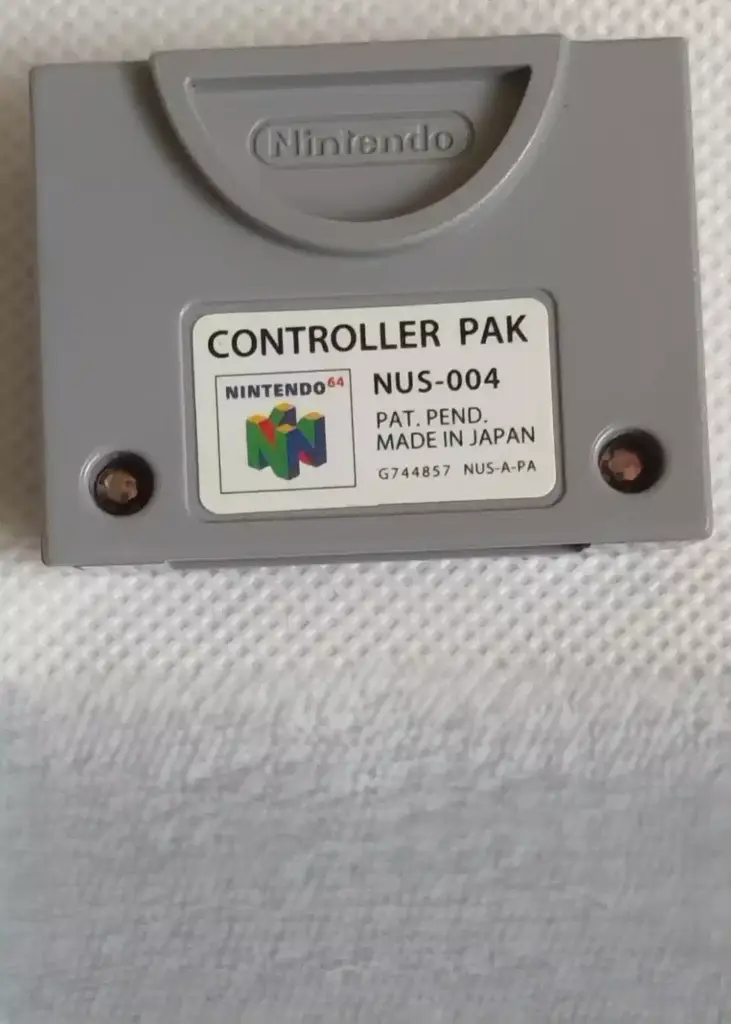 Nintendo
CONTROLLER PAK
NINTENDO64
NUS-004
PAT. PEND.
MADE IN JAPAN
G744857 NUS-A-PA